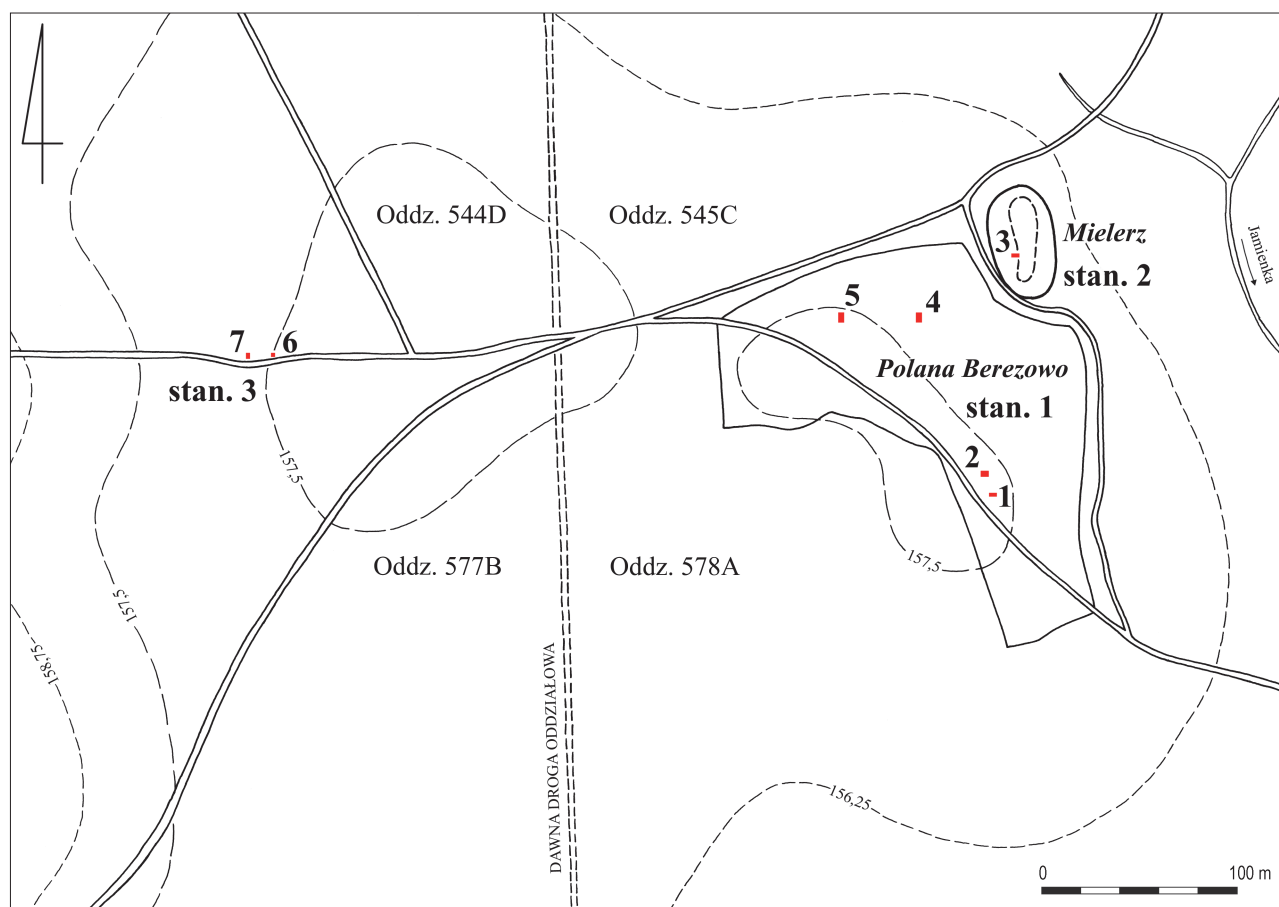 Oddz. 544D
Oddz. 545C
Mielerz
stan. 2
3
Jamienka
5
4
7
6
stan. 3
Polana Berezowo
stan. 1
2
1
157,5
157,5
157,5
158,75
Oddz. 577B
Oddz. 578A
DAWNA DROGA ODDZIAŁOWA
156,25
0
100 m